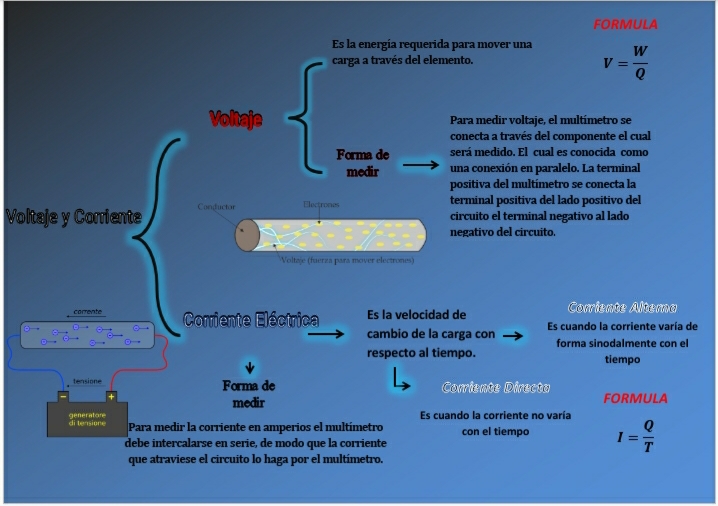 FORMULA
Es la energía requerida para mover una
carga a través del elemento.
V = W
Q
Voltaje
Para medir voltaje, el multímetro se
conecta a través del componente el cual
será medido. El cual es conocida como
una conexión en paralelo. La terminal
positiva del multímetro se conecta la
terminal positiva del lado positivo del
circuito el terminal negativo al lado
negativo del circuito.
Forma de
medir
Voltaje y Corriente
Conductor
Electrones
Voltaje (fuerza para mover electrones)
Corriente Eléctrica
Es la velocidad de
cambio de la carga con
respecto al tiempo.
Corriente Alterna
Es cuando la corriente varía de
forma sinodalmente con el
tiempo
corrente
tensione
− +
generatore
di tensione
Forma de
medir
Para medir la corriente en amperios el multímetro
debe intercalarse en serie, de modo que la corriente
que atraviese el circuito lo haga por el multímetro.
Corriente Directa
Es cuando la corriente no varía
con el tiempo
FORMULA
I = Q
T